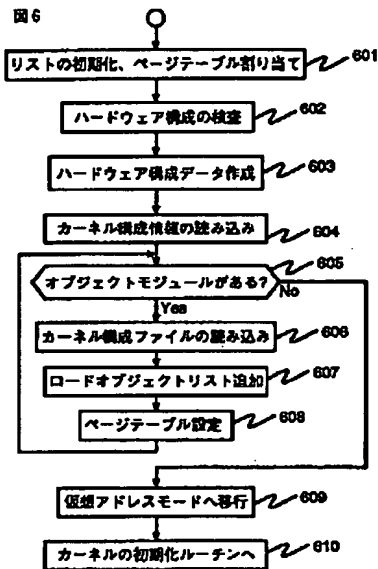 図6
リストの初期化、ページテーブル割り当て 601
ハードウェア構成の検査 602
ハードウェア構成データ作成 603
カーネル構成情報の読み込み 604
オブジェクトモジュールがある? 605
No
Yes
カーネル構成ファイルの読み込み 606
ロードオブジェクトリスト追加 607
ページテーブル設定 608
仮想アドレスモードへ移行 609
カーネルの初期化ルーチンへ 610